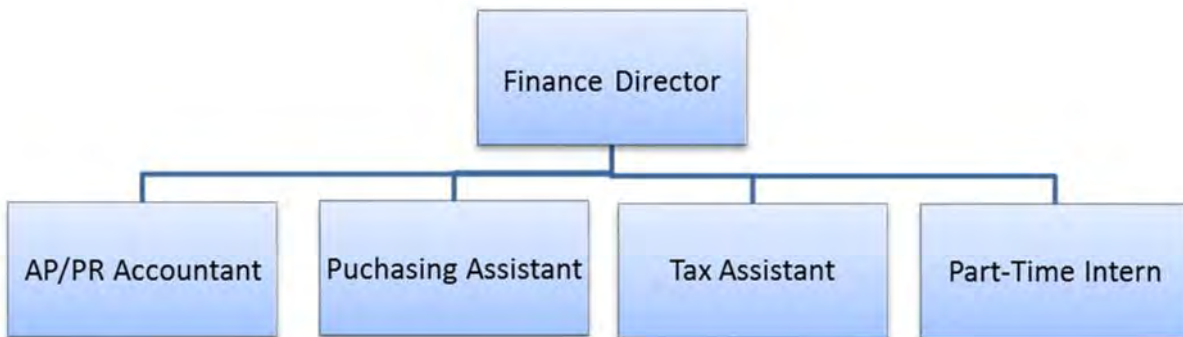 Finance Director
AP/PR Accountant
Puchasing Assistant
Tax Assistant
Part-Time Intern